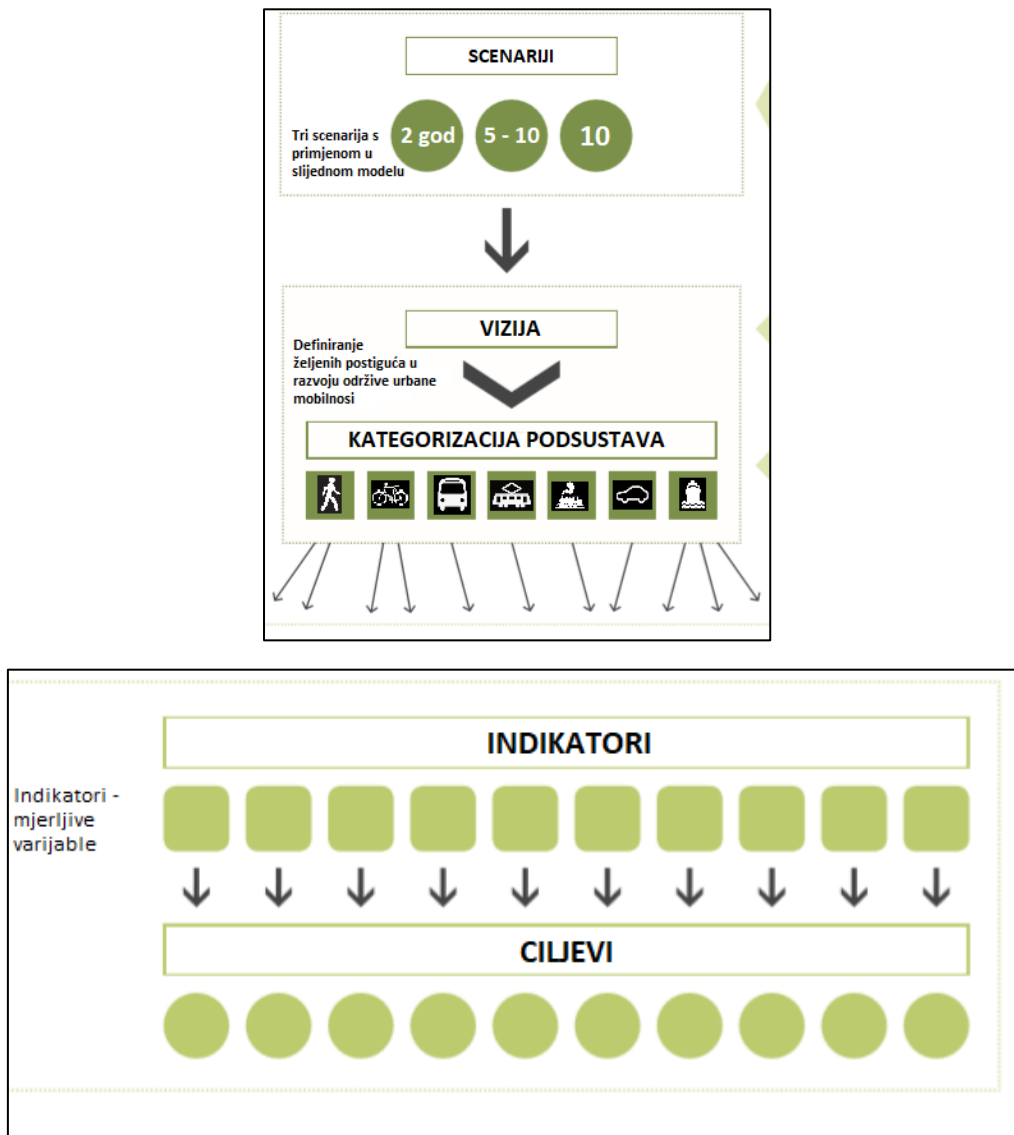 SCENARIJI
Tri scenarija s
primjenom u
slijednom modelu
2 god
5 - 10
10
VIZIJA
Definiranje
željenih postiguća u
razvoju održive urbane
mobilnosi
KATEGORIZACIJA PODSUSTAVA
INDIKATORI
Indikatori -
mjerljive
varijable
CILJEVI